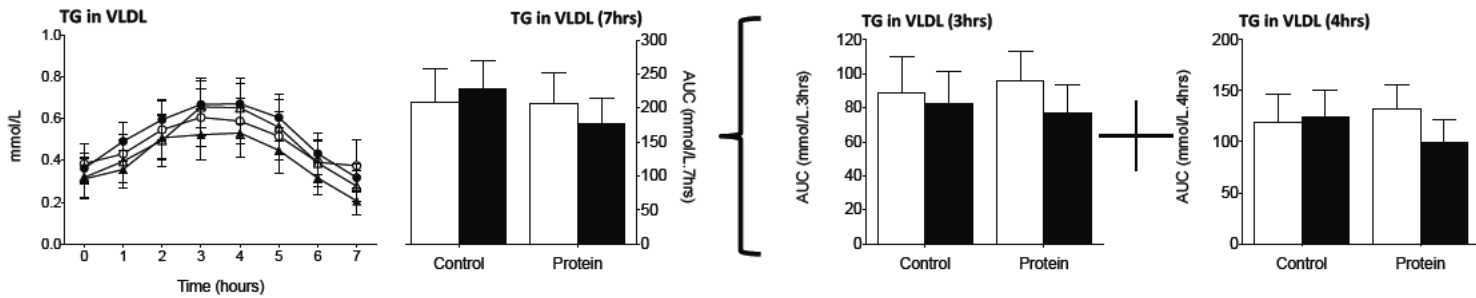 TG in VLDL
1.0
0.8
0.6
0.4
0.2
0.0
mmol/L
0 1 2 3 4 5 6 7
Time (hours)
TG in VLDL (7hrs)
300
250
200
150
100
50
0
AUC (mmol/L.7hrs)
Control Protein
TG in VLDL (3hrs)
120
100
80
60
40
20
0
AUC (mmol/L.3hrs)
Control Protein
TG in VLDL (4hrs)
200
150
100
50
0
AUC (mmol/L.4hrs)
Control Protein